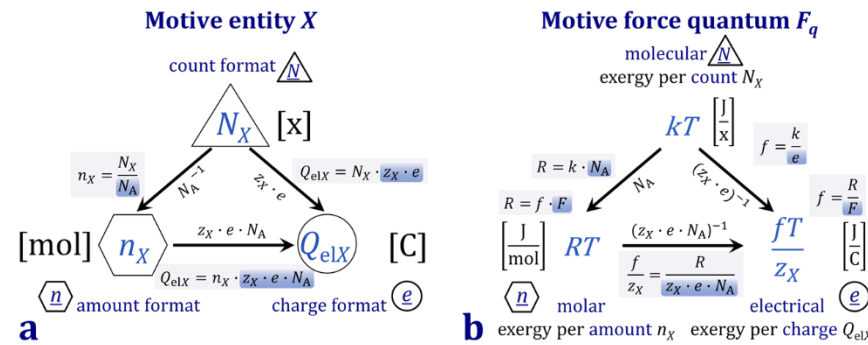 Motive entity X
count format N
N_X [x]
n_X = N_X / N_A
N_A⁻¹
z_X · e
Q_elX = N_X · z_X · e
[mol] n_X
z_X · e · N_A
Q_elX [C]
Q_elX = n_X · z_X · e · N_A
n amount format
charge format e
a
Motive force quantum F_q
molecular N
exergy per count N_X
kT [J/x]
f = k/e
R = k · N_A
N_A
(z_X · e)⁻¹
R = f · F
f = R/F
[J/mol] RT
(z_X · e · N_A)⁻¹
fT/z_X [J/C]
f/z_X = R/(z_X · e · N_A)
n molar
electrical e
b
exergy per amount n_X
exergy per charge Q_elX